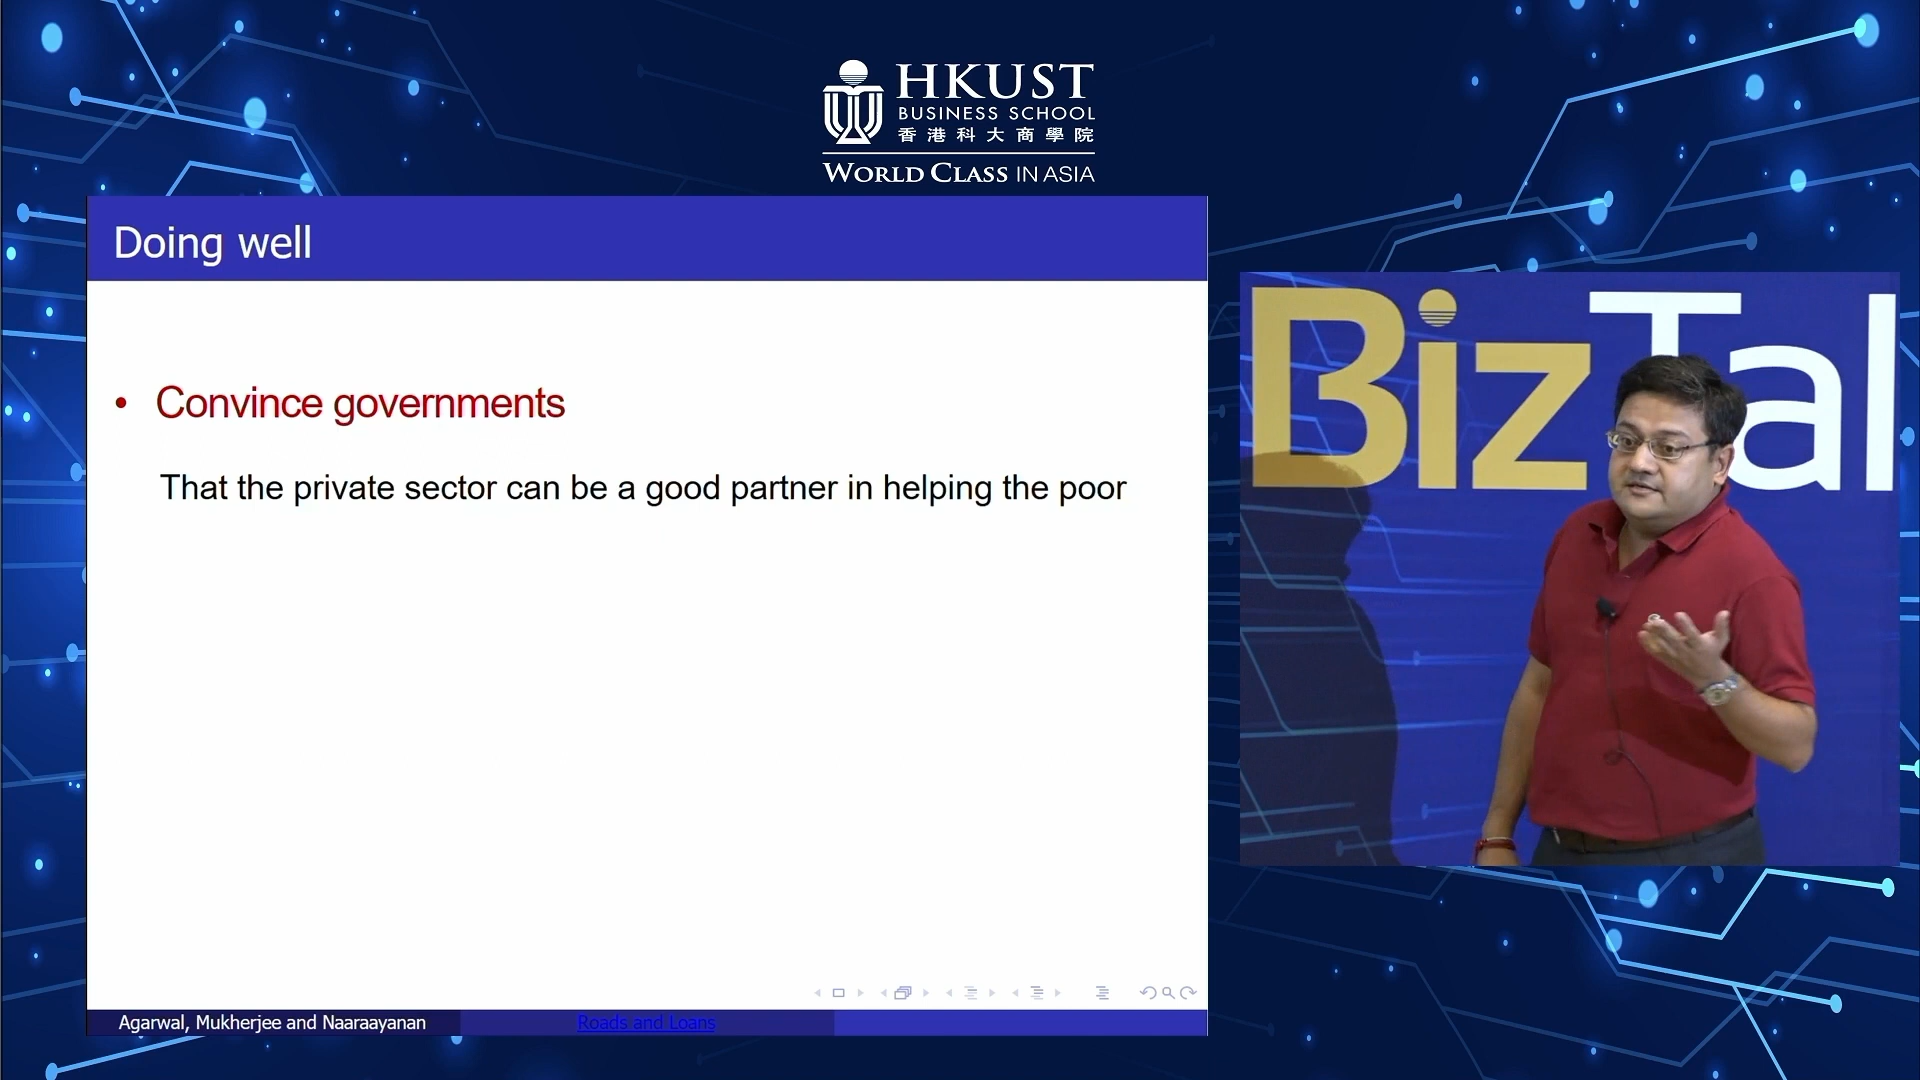 HKUST
BUSINESS SCHOOL
香港科大商學院
WORLD CLASS IN ASIA
Doing well
• Convince governments
That the private sector can be a good partner in helping the poor
Agarwal, Mukherjee and Naaraayanan
Roads and Loans
Biz Tal